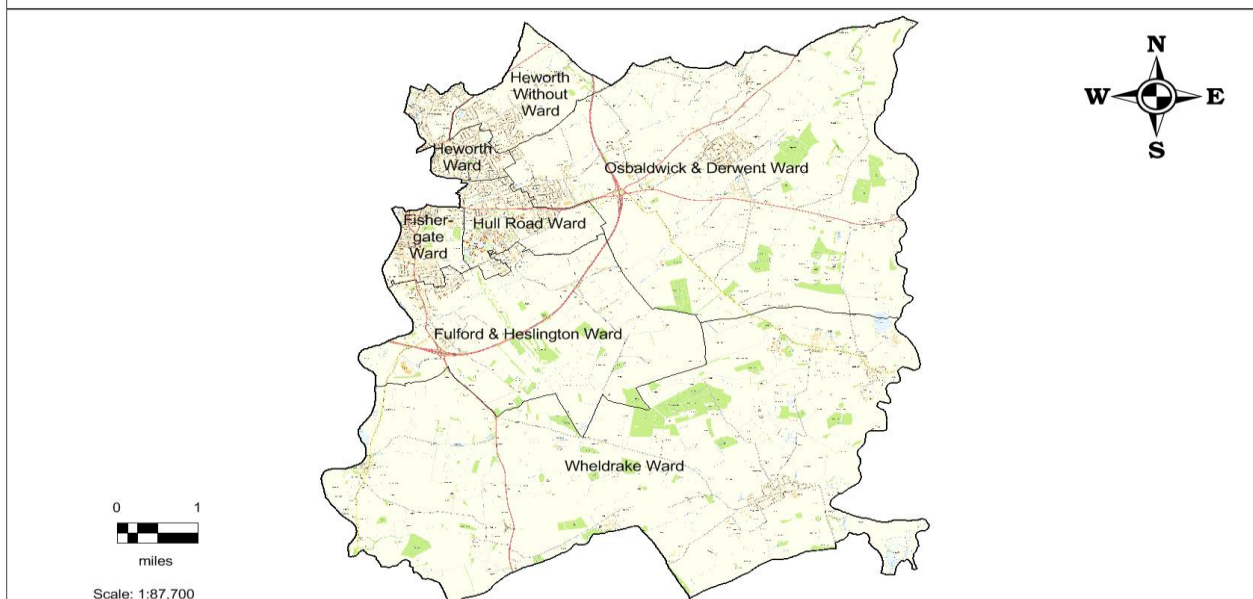 N
W E
S
Heworth
Without
Ward
Heworth
Ward
Osbaldwick & Derwent Ward
Fisher-
gate
Ward
Hull Road Ward
Fulford & Heslington Ward
Wheldrake Ward
0 1
miles
Scale: 1:87,700